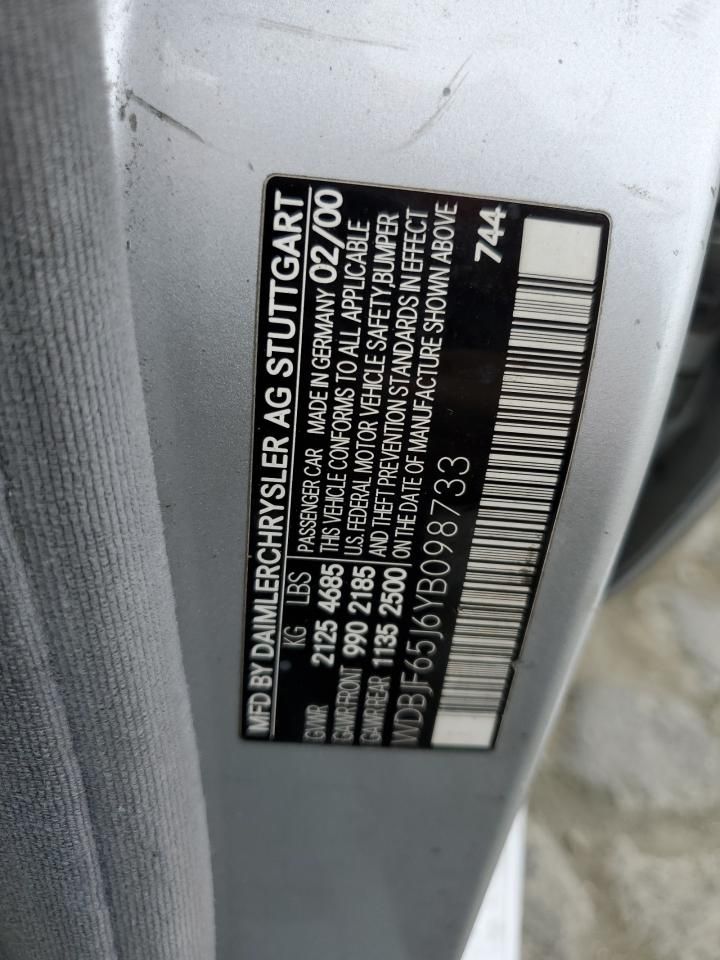 MFD BY DAIMLERCHRYSLER AG STUTTGART
KG LBS PASSENGER CAR MADE IN GERMANY 02/00
GVWR 2125 4685 THIS VEHICLE CONFORMS TO ALL APPLICABLE
GAWR FRONT 990 2185 U.S. FEDERAL MOTOR VEHICLE SAFETY,BUMPER
GAWR REAR 1135 2500 AND THEFT PREVENTION STANDARDS IN EFFECT
ON THE DATE OF MANUFACTURE SHOWN ABOVE
WDBJF65J6YB098733 744